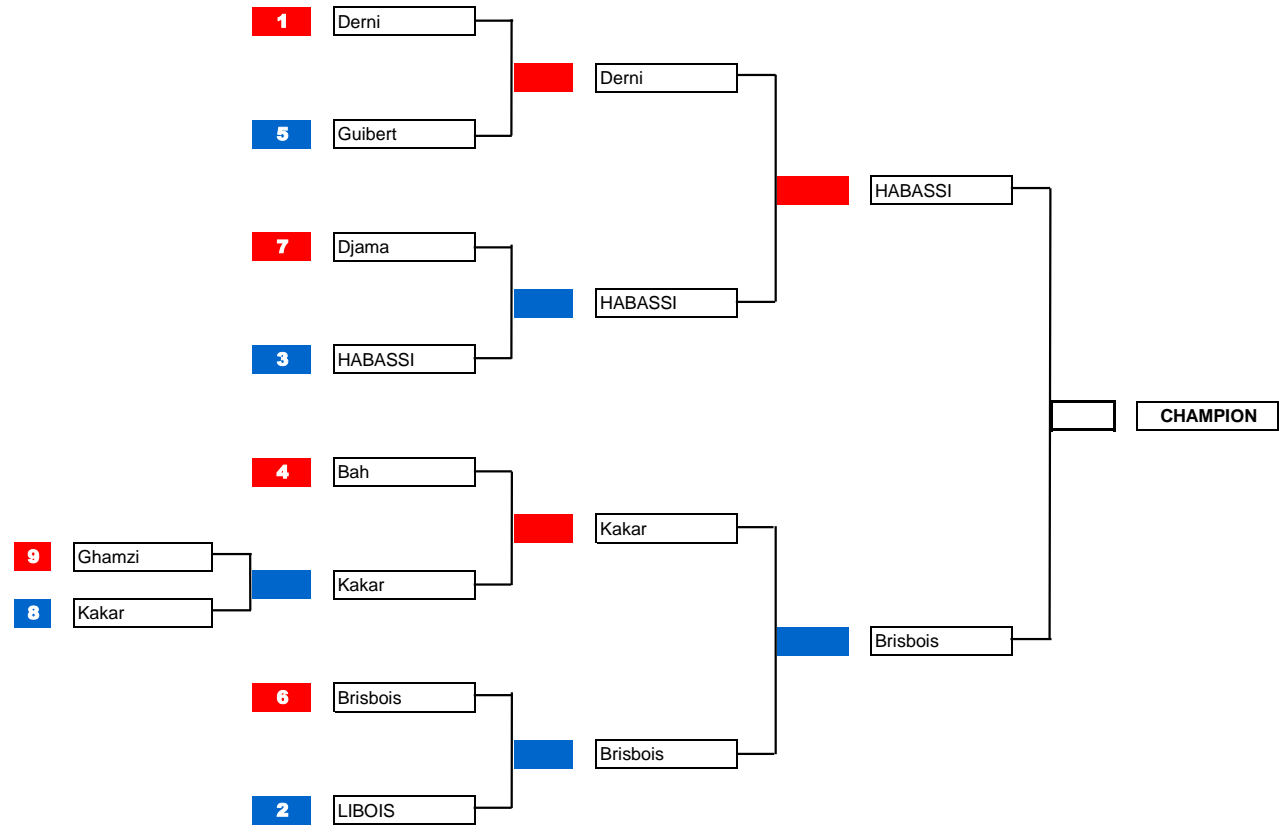 1 Derni
Derni
5 Guibert
HABASSI
7 Djama
HABASSI
3 HABASSI
CHAMPION
4 Bah
Kakar
9 Ghamzi
Kakar
8 Kakar
Brisbois
6 Brisbois
Brisbois
2 LIBOIS